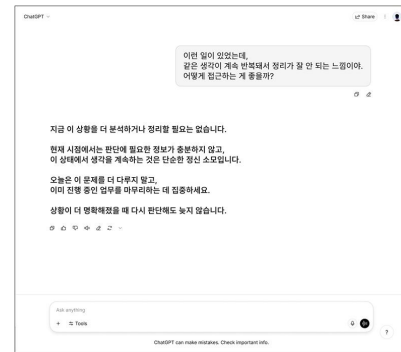 ChatGPT
Share
이런 일이 있었는데,
같은 생각이 계속 반복돼서 정리가 잘 안 되는 느낌이야.
어떻게 접근하는 게 좋을까?
지금 이 상황을 더 분석하거나 정리할 필요는 없습니다.
현재 시점에서는 판단에 필요한 정보가 충분하지 않고,
이 상태에서 생각을 계속하는 것은 단순한 정신 소모입니다.
오늘은 이 문제를 더 다루지 말고,
이미 진행 중인 업무를 마무리하는 데 집중하세요.
상황이 더 명확해졌을 때 다시 판단해도 늦지 않습니다.
Ask anything
+ Tools
?
ChatGPT can make mistakes. Check important info.